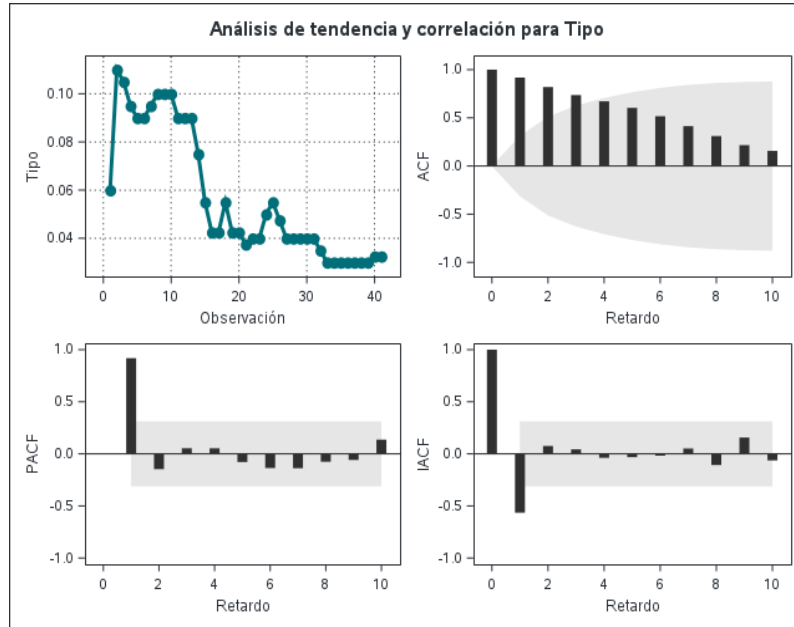 Análisis de tendencia y correlación para Tipo
Tipo
0.10
0.08
0.06
0.04
0 10 20 30 40
Observación
ACF
1.0
0.5
0.0
-0.5
-1.0
0 2 4 6 8 10
Retardo
PACF
1.0
0.5
0.0
-0.5
-1.0
0 2 4 6 8 10
Retardo
IACF
1.0
0.5
0.0
-0.5
-1.0
0 2 4 6 8 10
Retardo